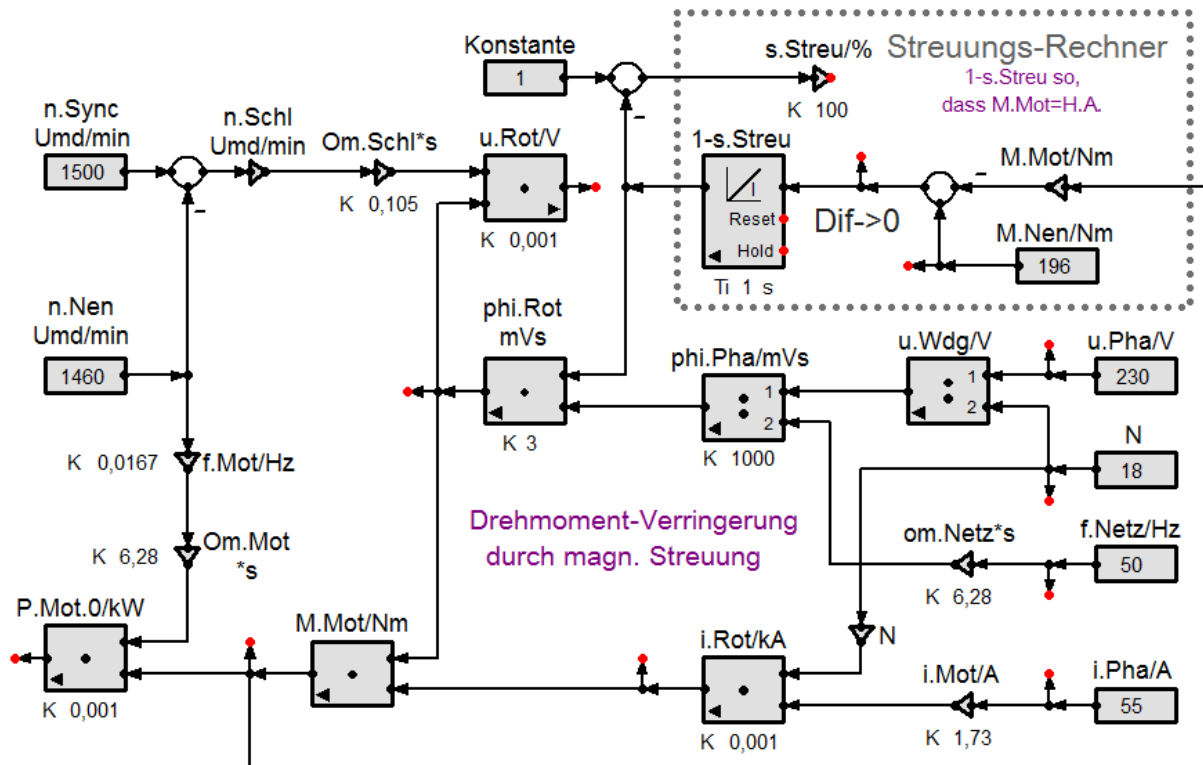 Konstante
1
s.Streu/%
K 100
Streuungs-Rechner
1-s.Streu so,
dass M.Mot=H.A.
n.Sync
Umd/min
1500
n.Schl
Umd/min
Om.Schl*s
K 0,105
u.Rot/V
K 0,001
1-s.Streu
I
Reset
Hold
Ti 1 s
Dif->0
-
M.Mot/Nm
M.Nen/Nm
196
-
-
n.Nen
Umd/min
1460
phi.Rot
mVs
K 3
phi.Pha/mVs
1
2
K 1000
u.Wdg/V
1
2
u.Pha/V
230
N
18
K 0,0167
f.Mot/Hz
Drehmoment-Verringerung
durch magn. Streuung
om.Netz*s
K 6,28
f.Netz/Hz
50
K 6,28
Om.Mot
*s
P.Mot.0/kW
K 0,001
M.Mot/Nm
i.Rot/kA
K 0,001
N
i.Mot/A
K 1,73
i.Pha/A
55